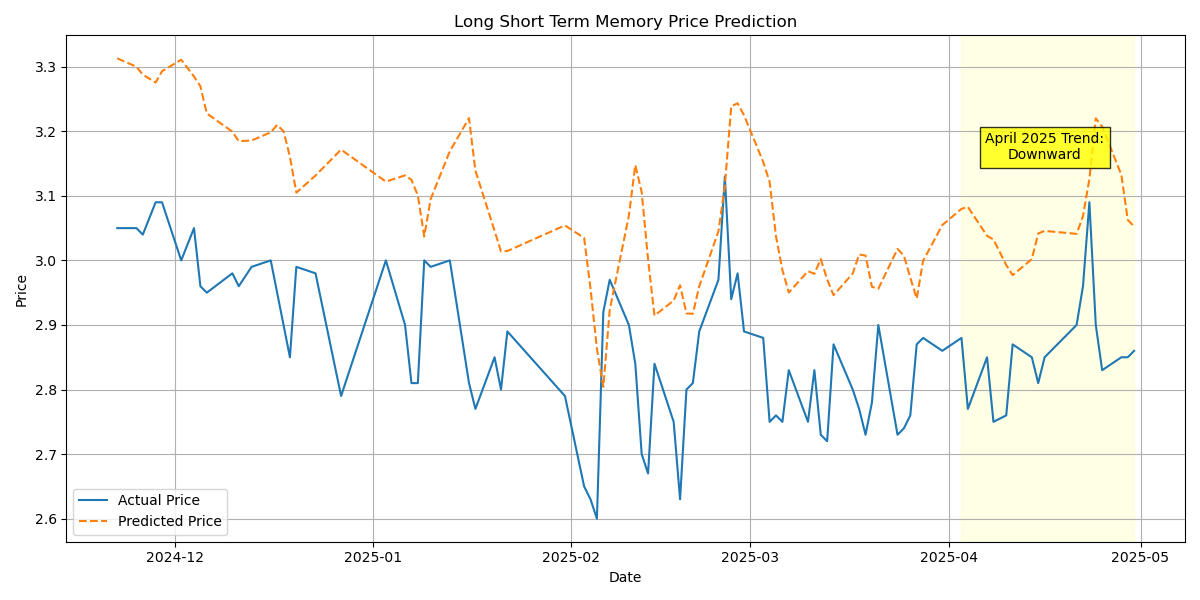 Long Short Term Memory Price Prediction
Price
3.3
3.2
3.1
3.0
2.9
2.8
2.7
2.6
April 2025 Trend:
Downward
Actual Price
Predicted Price
2024-12
2025-01
2025-02
2025-03
2025-04
2025-05
Date